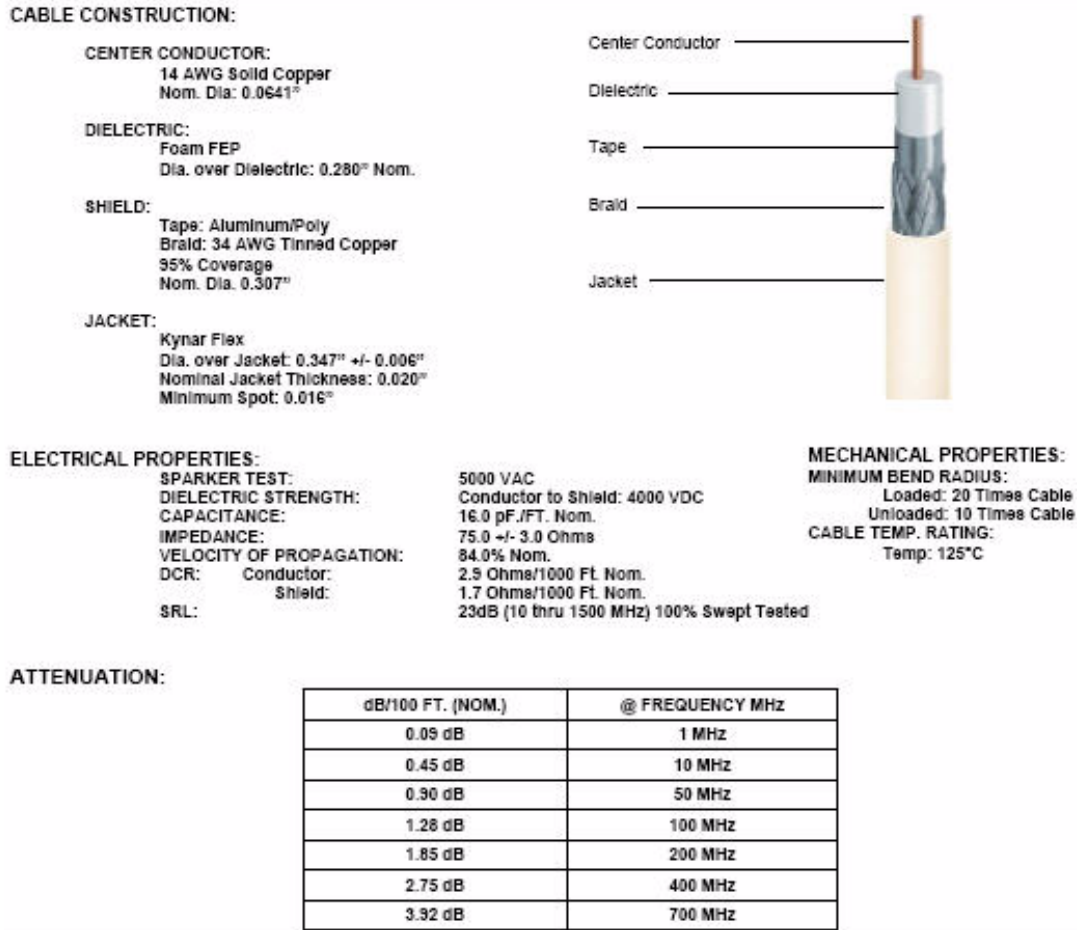 CABLE CONSTRUCTION:
CENTER CONDUCTOR:
14 AWG Solid Copper
Nom. Dia: 0.0641"
DIELECTRIC:
Foam FEP
Dia. over Dielectric: 0.280" Nom.
SHIELD:
Tape: Aluminum/Poly
Braid: 34 AWG Tinned Copper
95% Coverage
Nom. Dia. 0.307"
JACKET:
Kynar Flex
Dia. over Jacket: 0.347" +/- 0.006"
Nominal Jacket Thickness: 0.020"
Minimum Spot: 0.016"
Center Conductor
Dielectric
Tape
Braid
Jacket
ELECTRICAL PROPERTIES:
SPARKER TEST: 5000 VAC
DIELECTRIC STRENGTH: Conductor to Shield: 4000 VDC
CAPACITANCE: 16.0 pF./FT. Nom.
IMPEDANCE: 75.0 +/- 3.0 Ohms
VELOCITY OF PROPAGATION: 84.0% Nom.
DCR: Conductor: 2.9 Ohms/1000 Ft. Nom.
Shield: 1.7 Ohms/1000 Ft. Nom.
SRL: 23dB (10 thru 1500 MHz) 100% Swept Tested
MECHANICAL PROPERTIES:
MINIMUM BEND RADIUS:
Loaded: 20 Times Cable
Unloaded: 10 Times Cable
CABLE TEMP. RATING:
Temp: 125°C
ATTENUATION:
dB/100 FT. (NOM.) @ FREQUENCY MHz
0.09 dB 1 MHz
0.45 dB 10 MHz
0.90 dB 50 MHz
1.28 dB 100 MHz
1.85 dB 200 MHz
2.75 dB 400 MHz
3.92 dB 700 MHz